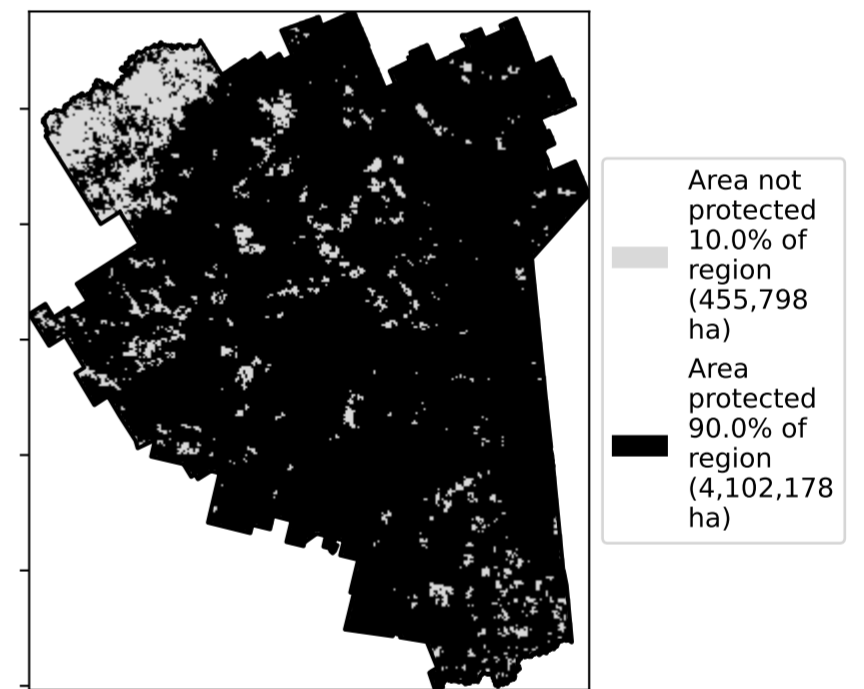 Area not
protected
10.0% of
region
(455,798
ha)
Area
protected
90.0% of
region
(4,102,178
ha)